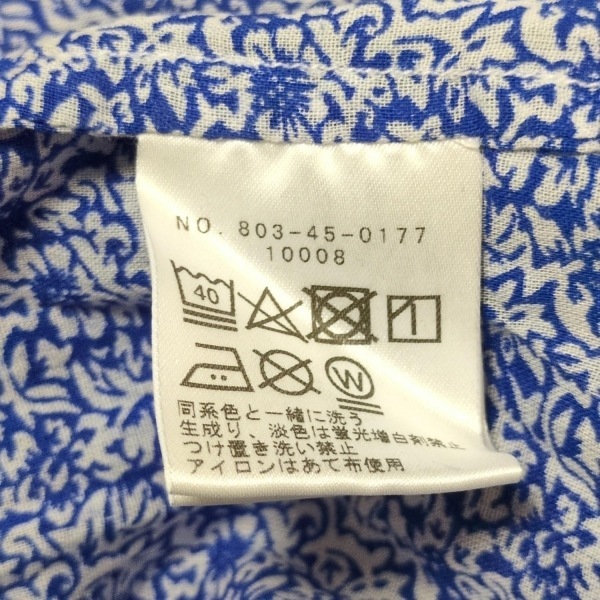 NO. 803-45-0177
10008
40
W
同系色と一緒に洗う
生成り 淡色は蛍光増白剤禁止
つけ置き洗い禁止
アイロンはあて布使用